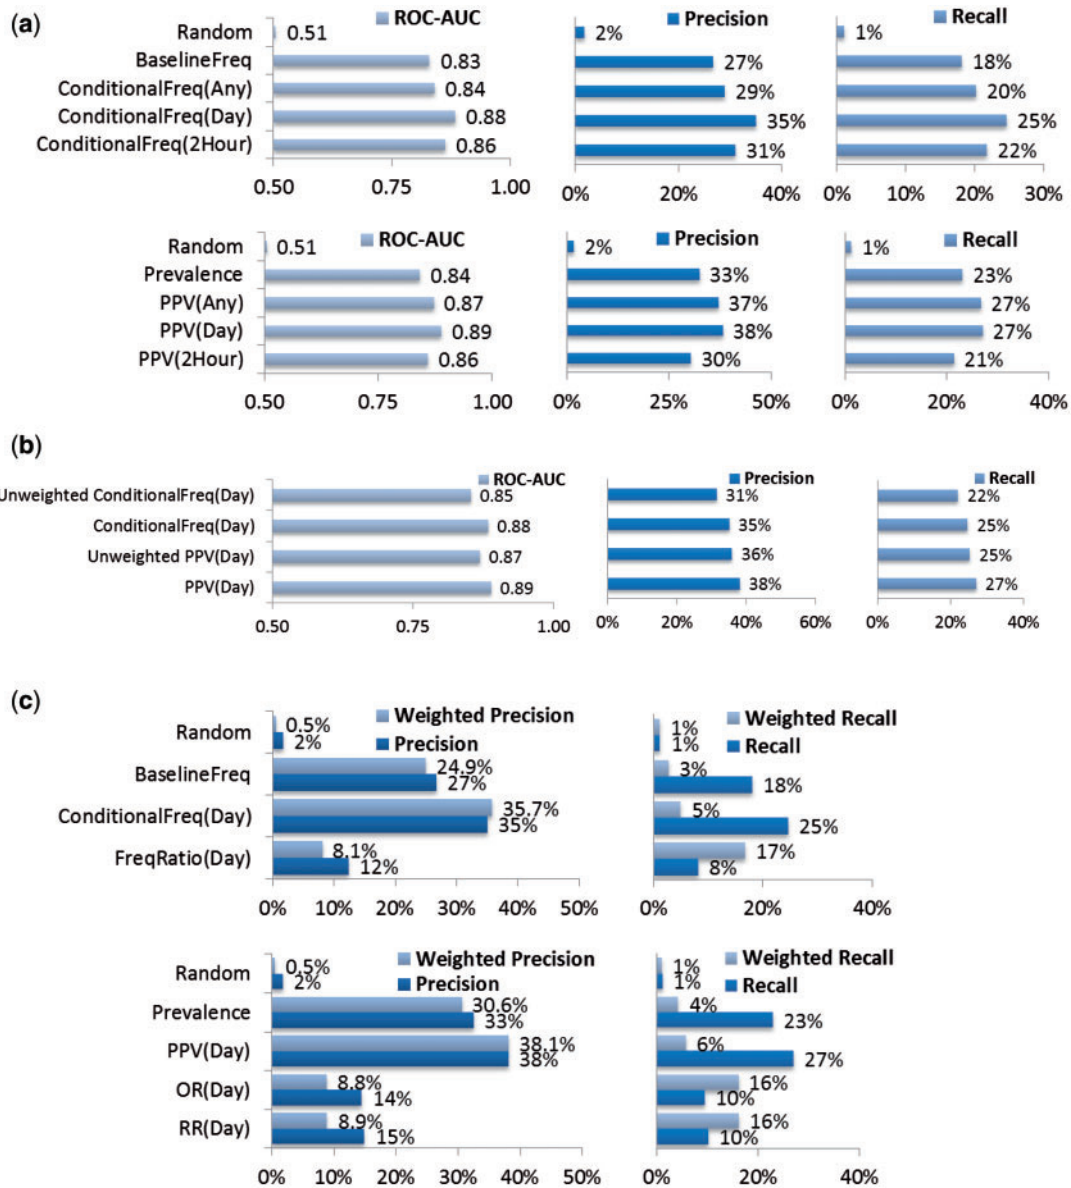 (a)
ROC-AUC Precision Recall
Random 0.51 2% 1%
BaselineFreq 0.83 27% 18%
ConditionalFreq(Any) 0.84 29% 20%
ConditionalFreq(Day) 0.88 35% 25%
ConditionalFreq(2Hour) 0.86 31% 22%
0.50 0.75 1.00 0% 20% 40% 0% 10% 20% 30%
ROC-AUC Precision Recall
Random 0.51 2% 1%
Prevalence 0.84 33% 23%
PPV(Any) 0.87 37% 27%
PPV(Day) 0.89 38% 27%
PPV(2Hour) 0.86 30% 21%
0.50 0.75 1.00 0% 25% 50% 0% 20% 40%
(b)
ROC-AUC Precision Recall
Unweighted ConditionalFreq(Day) 0.85 31% 22%
ConditionalFreq(Day) 0.88 35% 25%
Unweighted PPV(Day) 0.87 36% 25%
PPV(Day) 0.89 38% 27%
0.50 0.75 1.00 0% 20% 40% 60% 0% 20% 40%
(c)
Weighted Precision Weighted Recall
Precision Recall
Random 0.5% 2% 1% 1%
BaselineFreq 24.9% 27% 3% 18%
ConditionalFreq(Day) 35.7% 35% 5% 25%
FreqRatio(Day) 8.1% 12% 17% 8%
0% 10% 20% 30% 40% 50% 0% 20% 40%
Weighted Precision Weighted Recall
Precision Recall
Random 0.5% 2% 1% 1%
Prevalence 30.6% 33% 4% 23%
PPV(Day) 38.1% 38% 6% 27%
OR(Day) 8.8% 14% 16% 10%
RR(Day) 8.9% 15% 16% 10%
0% 10% 20% 30% 40% 50% 0% 20% 40%